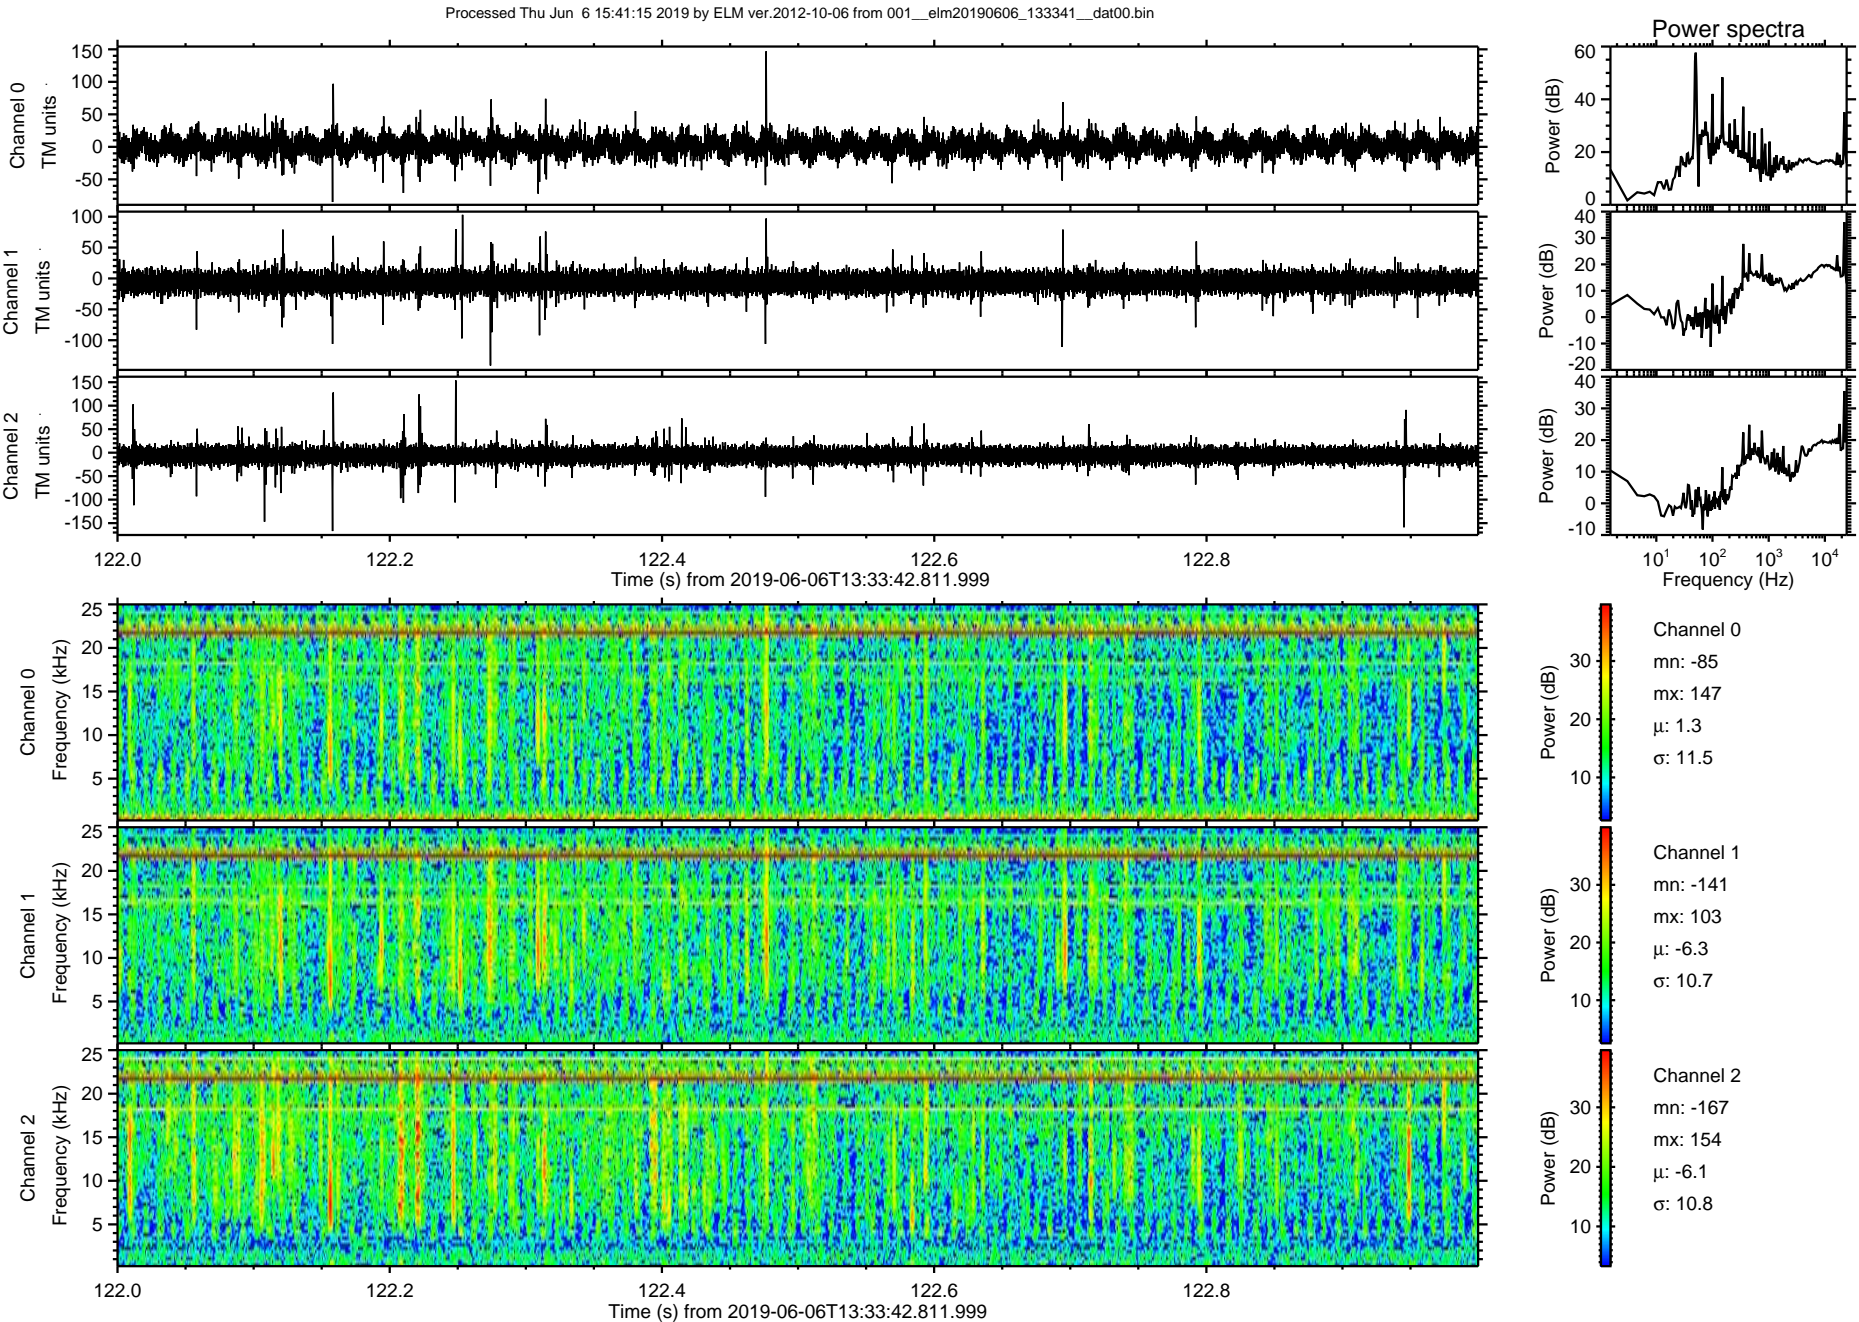 Processed Thu Jun  6 15:41:15 2019 by ELM ver.2012-10-06 from 001__elm20190606_133341__dat00.bin
Power spectra
Channel 0
TM units
150
100
50
0
-50
Power (dB)
60
40
20
0
Channel 1
TM units
100
50
0
-50
-100
Power (dB)
40
30
20
10
0
-10
-20
Channel 2
TM units
150
100
50
0
-50
-100
-150
Power (dB)
40
30
20
10
0
-10
122.0 122.2 122.4 122.6 122.8
Time (s) from 2019-06-06T13:33:42.811.999
10¹ 10² 10³ 10⁴
Frequency (Hz)
Channel 0
Frequency (kHz)
25
20
15
10
5
Power (dB)
30
20
10
Channel 0
mn: -85
mx: 147
μ: 1.3
σ: 11.5
Channel 1
Frequency (kHz)
25
20
15
10
5
Power (dB)
30
20
10
Channel 1
mn: -141
mx: 103
μ: -6.3
σ: 10.7
Channel 2
Frequency (kHz)
25
20
15
10
5
Power (dB)
30
20
10
Channel 2
mn: -167
mx: 154
μ: -6.1
σ: 10.8
122.0 122.2 122.4 122.6 122.8
Time (s) from 2019-06-06T13:33:42.811.999